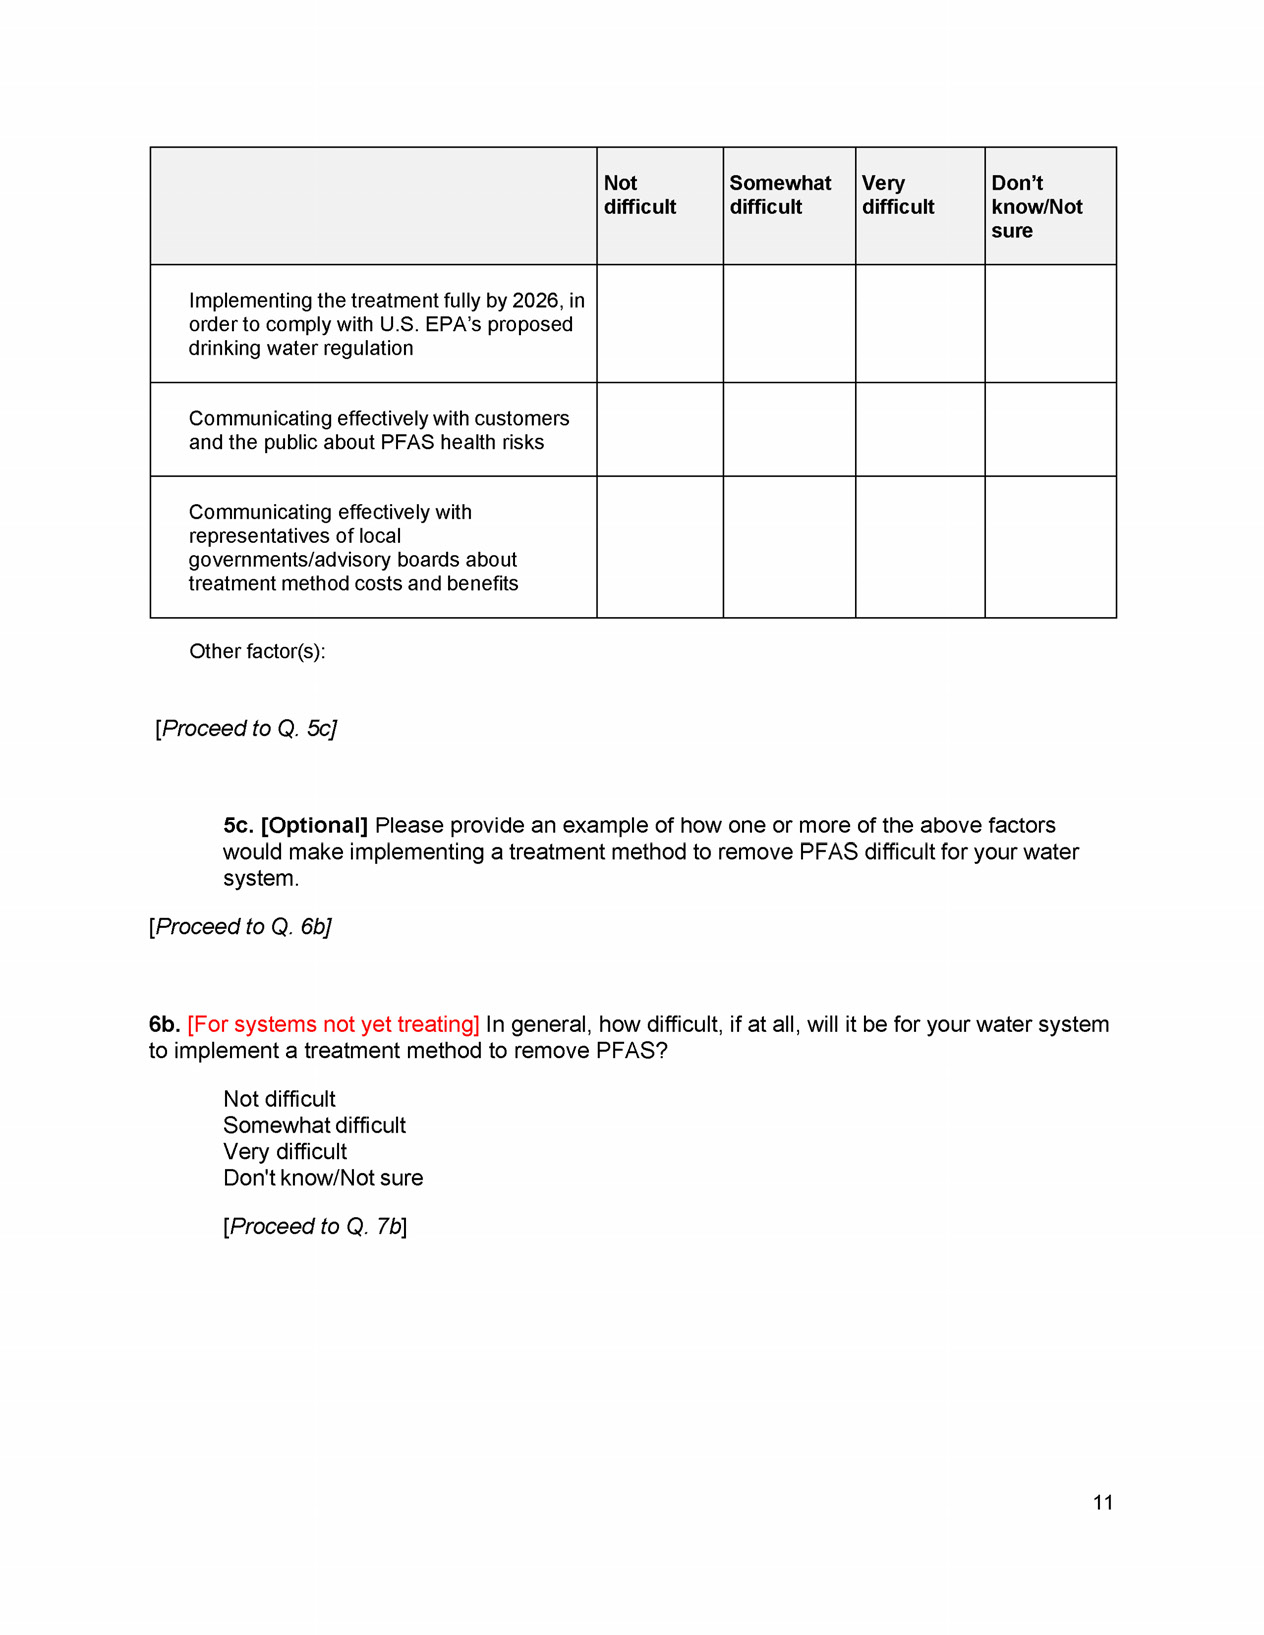 Not
difficult
Somewhat
difficult
Very
difficult
Don’t
know/Not
sure
Implementing the treatment fully by 2026, in
order to comply with U.S. EPA’s proposed
drinking water regulation
Communicating effectively with customers
and the public about PFAS health risks
Communicating effectively with
representatives of local
governments/advisory boards about
treatment method costs and benefits
Other factor(s):
[Proceed to Q. 5c]
5c. [Optional] Please provide an example of how one or more of the above factors
would make implementing a treatment method to remove PFAS difficult for your water
system.
[Proceed to Q. 6b]
6b. [For systems not yet treating] In general, how difficult, if at all, will it be for your water system
to implement a treatment method to remove PFAS?
Not difficult
Somewhat difficult
Very difficult
Don't know/Not sure
[Proceed to Q. 7b]
11